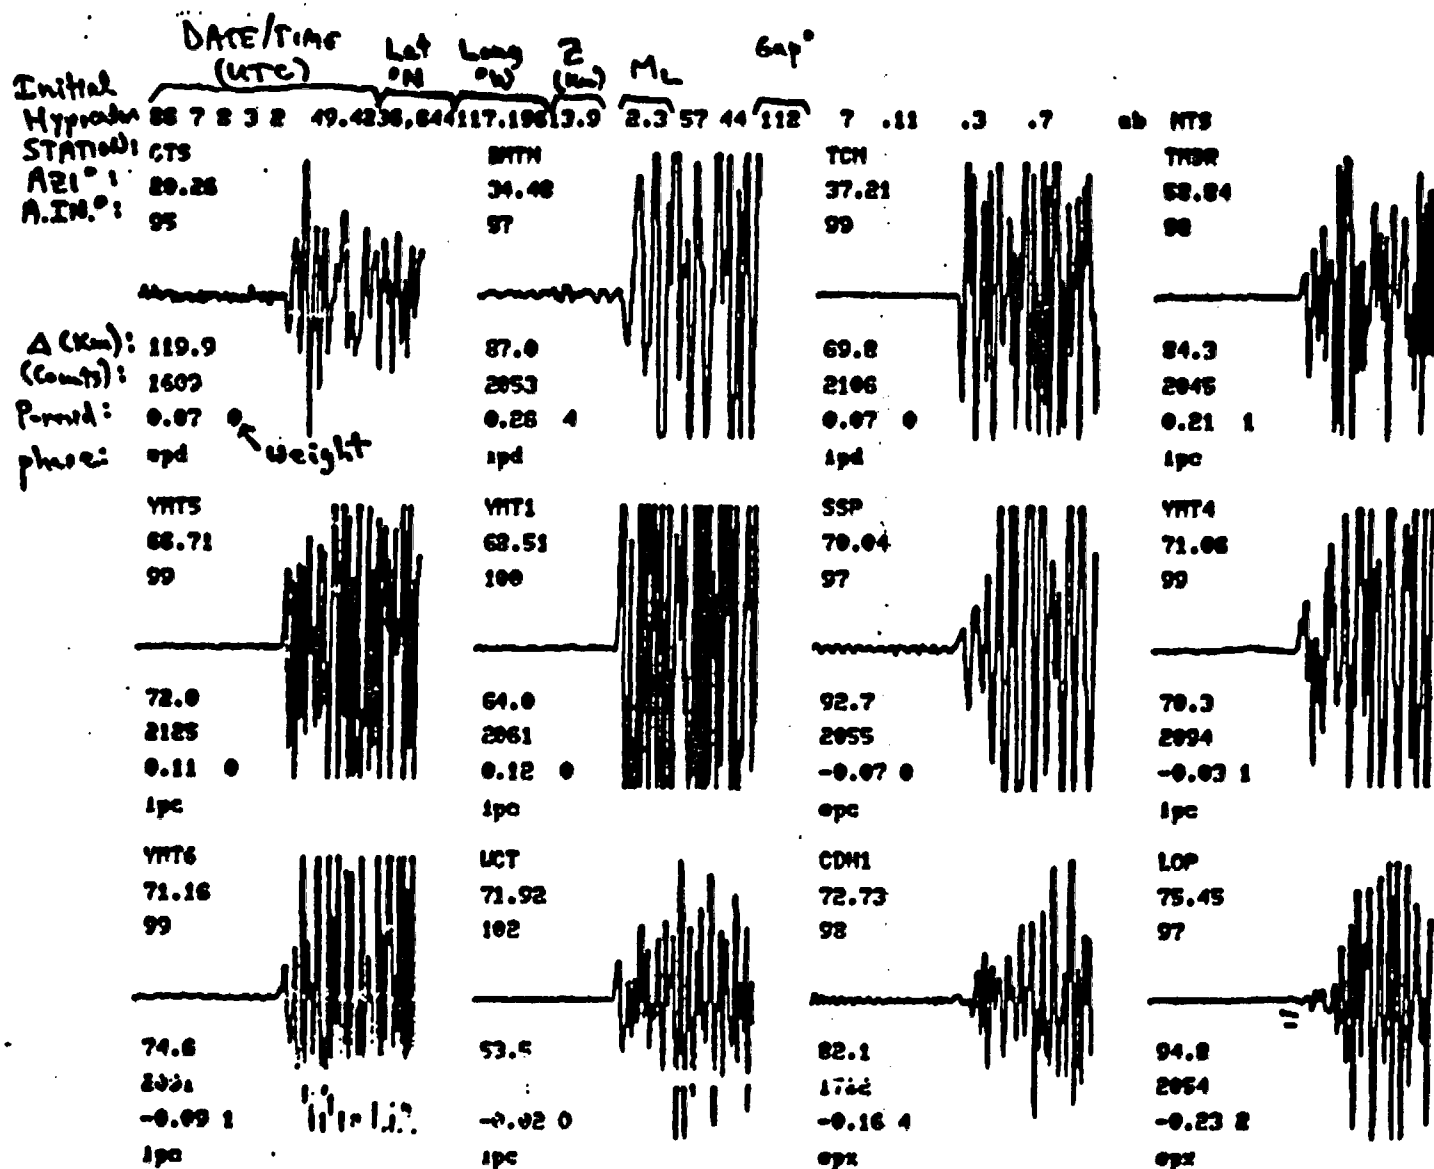 DATE/TIME
(UTC)
Lat °N
Long °W
Z (Km)
ML
Gap°
Initial
86 7 8 3 2 49.42 117.196 13.9 2.3 57 44 112 7 .11 .3 .7 ab NTS
STATION: GTS BMTN TCN TMBR
AZI°: 20.26 34.48 37.21 58.84
A.IN.°: 95 97 99 98
Δ (Km): 119.9 87.0 69.8 84.3
(Counts): 1609 2053 2106 2045
P-resid: 0.07 0 0.26 4 0.07 0 0.21 1
weight
phase: epd ipd ipd ipc
YMT5 YMT1 SSP YMT4
66.71 68.51 70.04 71.06
99 100 97 99
72.0 64.0 92.7 70.3
2125 2061 2055 2094
0.11 0 0.12 0 -0.07 0 -0.03 1
ipc ipc epc ipc
YMT6 WCT CDH1 LOP
71.16 71.92 72.73 75.45
99 102 98 97
74.6 53.5 82.1 94.8
2054
-0.09 1 -0.02 0 -0.16 4 -0.23 2
ipc ipc epx epx